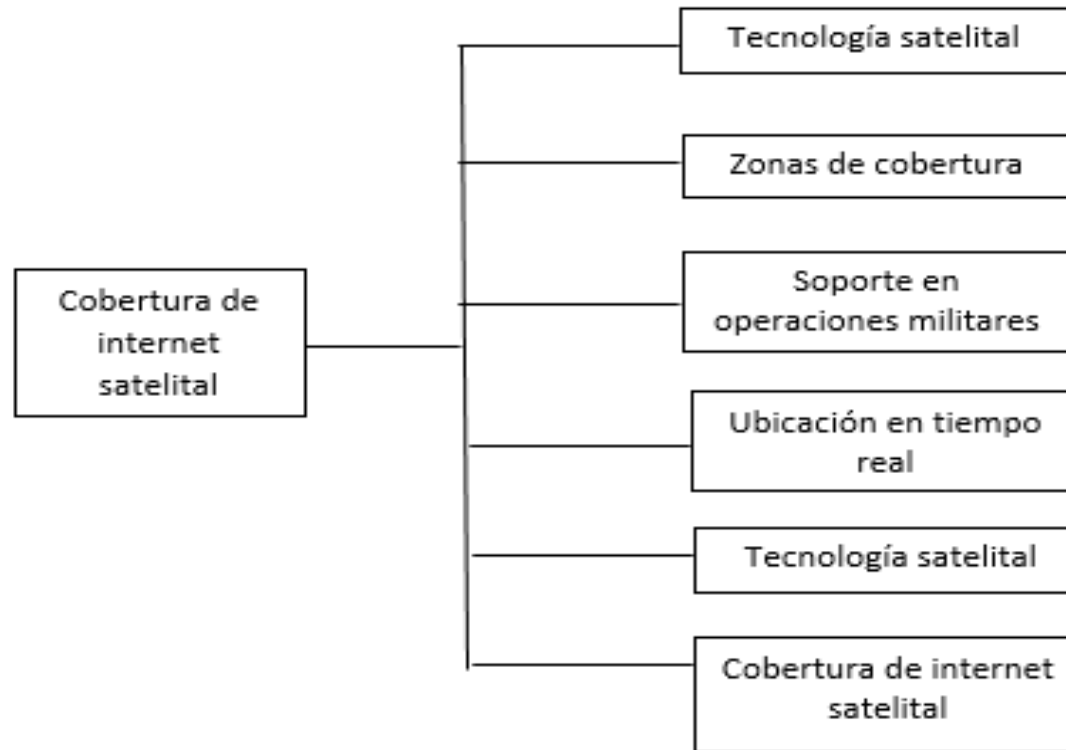 Tecnología satelital
Zonas de cobertura
Soporte en
operaciones militares
Cobertura de
internet
satelital
Ubicación en tiempo
real
Tecnología satelital
Cobertura de internet
satelital